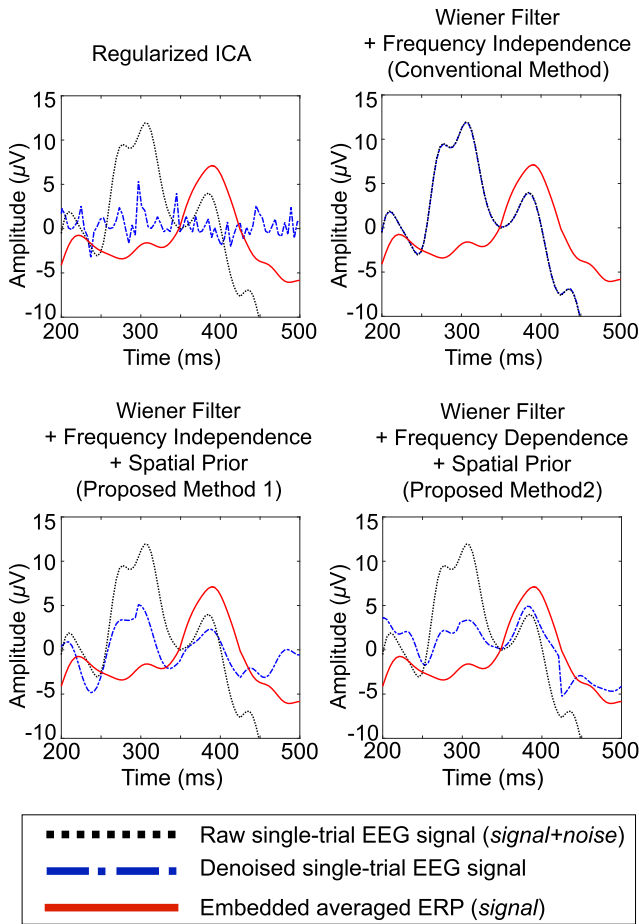 Regularized ICA
15
10
5
0
-5
-10
200
300
400
500
Amplitude (µV)
Time (ms)
Wiener Filter
+ Frequency Independence
(Conventional Method)
15
10
5
0
-5
-10
200
300
400
500
Amplitude (µV)
Time (ms)
Wiener Filter
+ Frequency Independence
+ Spatial Prior
(Proposed Method 1)
15
10
5
0
-5
-10
200
300
400
500
Amplitude (µV)
Time (ms)
Wiener Filter
+ Frequency Dependence
+ Spatial Prior
(Proposed Method2)
15
10
5
0
-5
-10
200
300
400
500
Amplitude (µV)
Time (ms)
Raw single-trial EEG signal (signal+noise)
Denoised single-trial EEG signal
Embedded averaged ERP (signal)